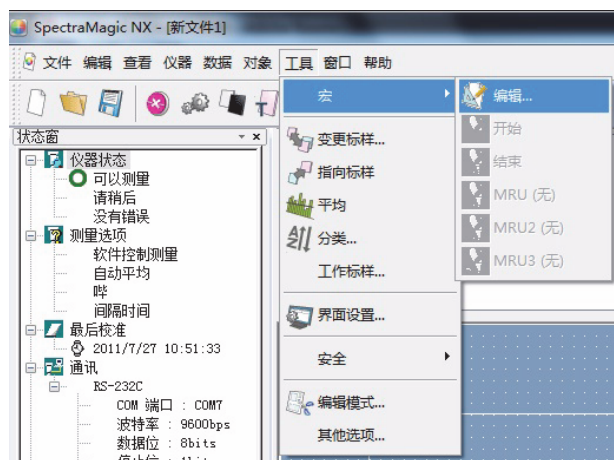 SpectraMagic NX - [新文件1]
文件 编辑 查看 仪器 数据 对象 工具 窗口 帮助
状态窗
仪器状态
可以测量
请稍后
没有错误
测量选项
软件控制测量
自动平均
哔
间隔时间
最后校准
2011/7/27 10:51:33
通讯
RS-232C
COM 端口 : COM7
波特率 : 9600bps
数据位 : 8bits
宏
变更标样...
指向标样
平均
分类...
工作标样...
界面设置...
安全
编辑模式...
其他选项...
编辑...
开始
结束
MRU (无)
MRU2 (无)
MRU3 (无)